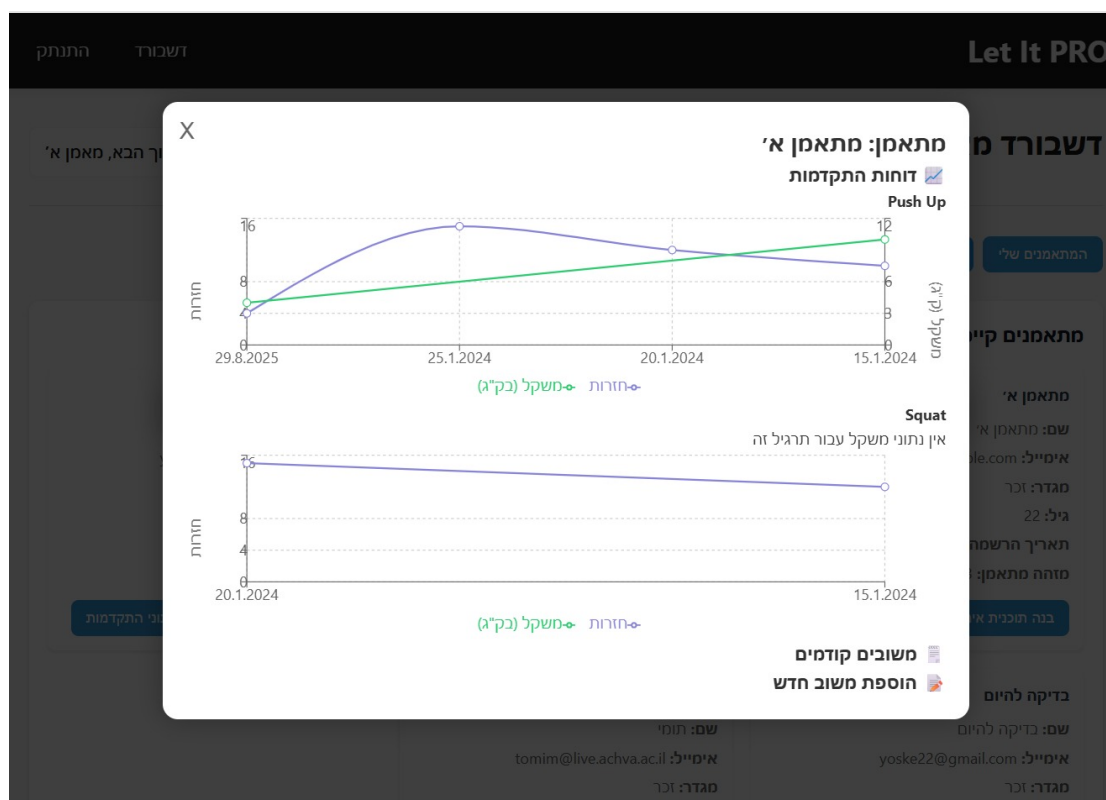 Let It PRO
דשבורד
התנתק
דשבורד
הבא, מאמן א׳
המתאמנים שלי
X
מתאמן: מתאמן א׳
דוחות התקדמות
Push Up
16
8
4
0
חזרות
12
6
3
0
משקל (ק"ג)
29.8.2025
25.1.2024
20.1.2024
15.1.2024
חזרות
משקל (בק"ג)
Squat
אין נתוני משקל עבור תרגיל זה
16
8
4
0
חזרות
20.1.2024
15.1.2024
חזרות
משקל (בק"ג)
משובים קודמים
הוספת משוב חדש
מתאמנים
מתאמן א׳
שם: מתאמן א׳
אימייל:
מגדר: זכר
גיל: 22
תאריך הרשמה
מזהה מתאמן:
בנה תוכנית
התקדמות
בדיקה להיום
שם: בדיקה להיום
אימייל: yoske22@gmail.com
מגדר: זכר
שם: תומי
אימייל: tomim@live.achva.ac.il
מגדר: זכר